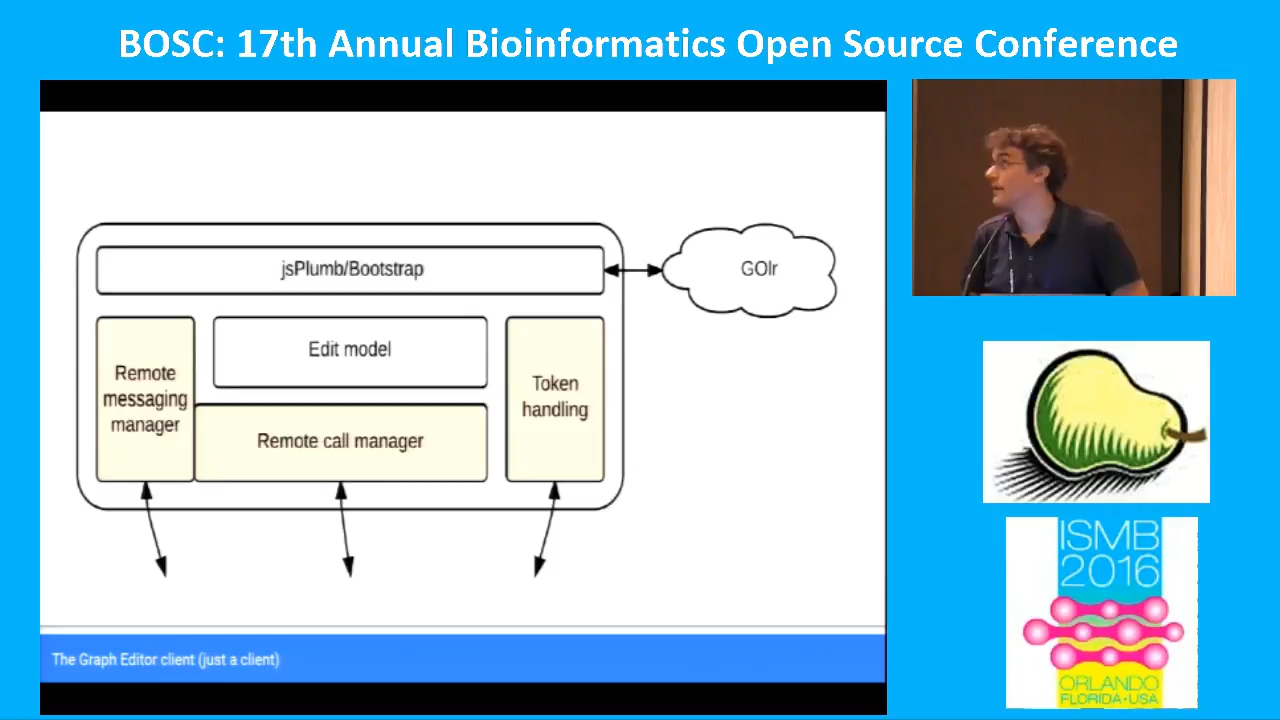 BOSC: 17th Annual Bioinformatics Open Source Conference
jsPlumb/Bootstrap
GOlr
Remote
messaging
manager
Edit model
Remote call manager
Token
handling
The Graph Editor client (just a client)
ISMB
2016
ORLANDO
FLORIDA•USA